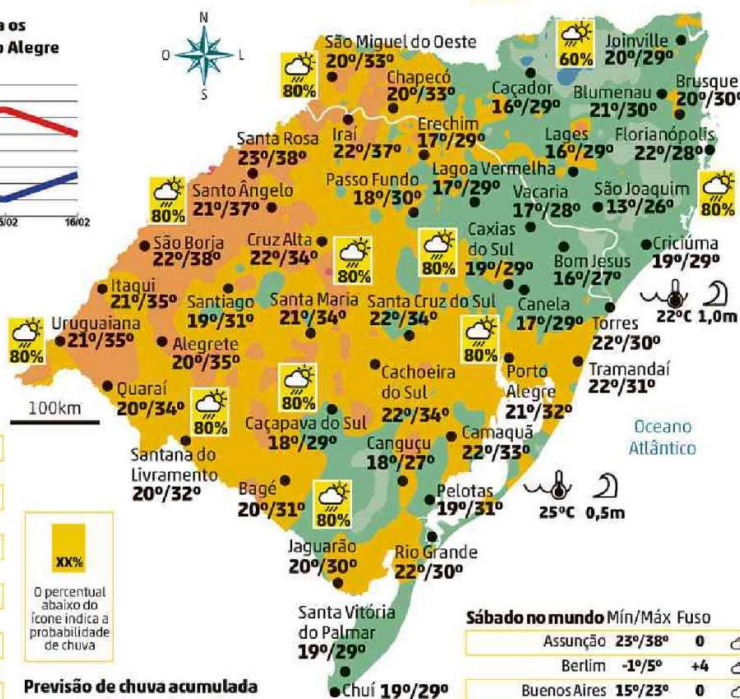 a os
o Alegre
5/02
16/02
N
O
L
S
80%
São Miguel do Oeste
20º/33º
Chapecó
20º/33º
60%
Joinville
20º/29º
Caçador
16º/29º
Blumenau
21º/30º
Brusque
20º/30º
Santa Rosa
23º/38º
Iraí
22º/37º
Erechim
17º/29º
Lages
16º/29º
Florianópolis
22º/28º
80%
Santo Ângelo
21º/37º
Passo Fundo
18º/30º
Lagoa Vermelha
17º/29º
Vacaria
17º/28º
São Joaquim
13º/26º
80%
São Borja
22º/38º
Cruz Alta
22º/34º
80%
80%
Caxias
do Sul
19º/29º
Bom Jesus
16º/27º
Criciúma
19º/29º
Itaqui
21º/35º
Santiago
19º/31º
Santa Maria
21º/34º
Santa Cruz do Sul
22º/34º
Canela
17º/29º
22ºC 1,0m
Torres
22º/30º
80%
Uruguaiana
21º/35º
Alegrete
20º/35º
80%
Porto
Alegre
21º/32º
Tramandaí
22º/31º
Quaraí
20º/34º
80%
80%
Cachoeira
do Sul
22º/34º
100km
Caçapava do Sul
18º/29º
Canguçu
18º/27º
Camaquã
22º/33º
Oceano
Atlântico
Santana do
Livramento
20º/32º
Bagé
20º/31º
80%
Pelotas
19º/31º
25ºC 0,5m
XX%
O percentual
abaixo do
ícone indica a
probabilidade
de chuva
Jaguarão
20º/30º
Rio Grande
22º/30º
Santa Vitória
do Palmar
19º/29º
Chuí 19º/29º
Previsão de chuva acumulada
Sábado no mundo Mín/Máx Fuso
Assunção 23º/38º 0
Berlim -1º/5º +4
Buenos Aires 15º/23º 0